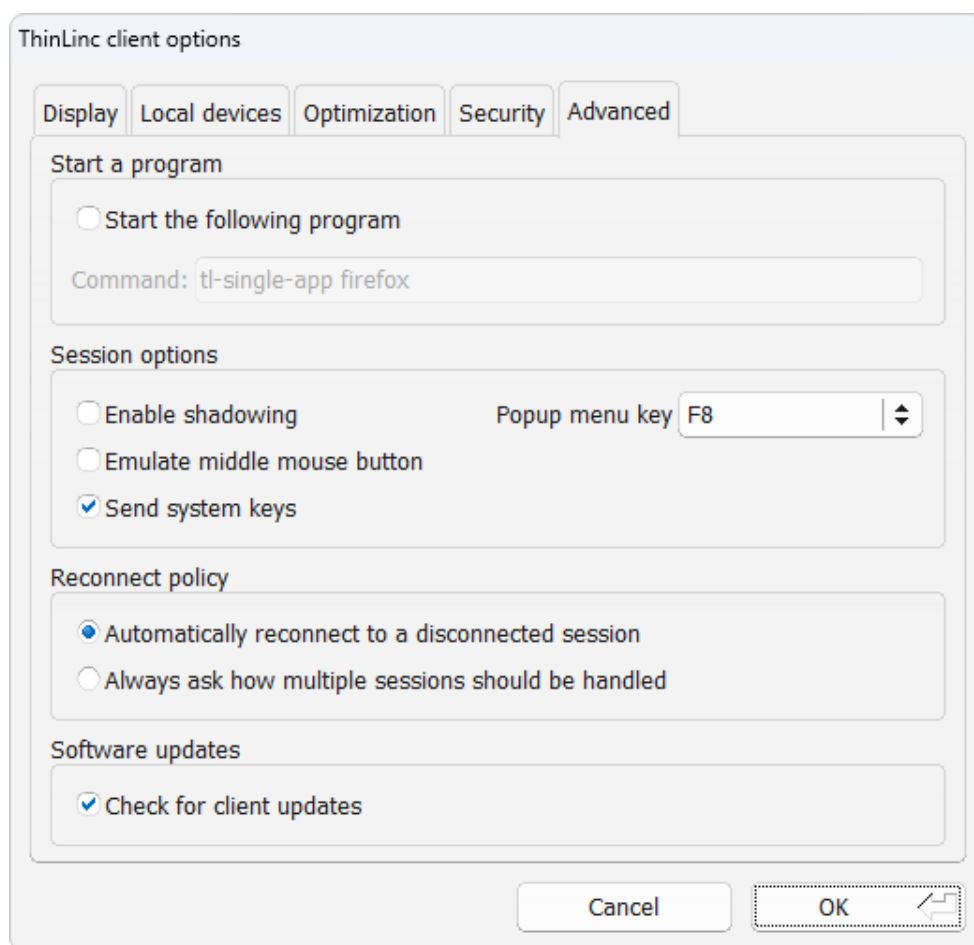 ThinLinc client options
Display Local devices Optimization Security Advanced
Start a program
Start the following program
Command: tl-single-app firefox
Session options
Enable shadowing Popup menu key F8
Emulate middle mouse button
Send system keys
Reconnect policy
Automatically reconnect to a disconnected session
Always ask how multiple sessions should be handled
Software updates
Check for client updates
Cancel OK